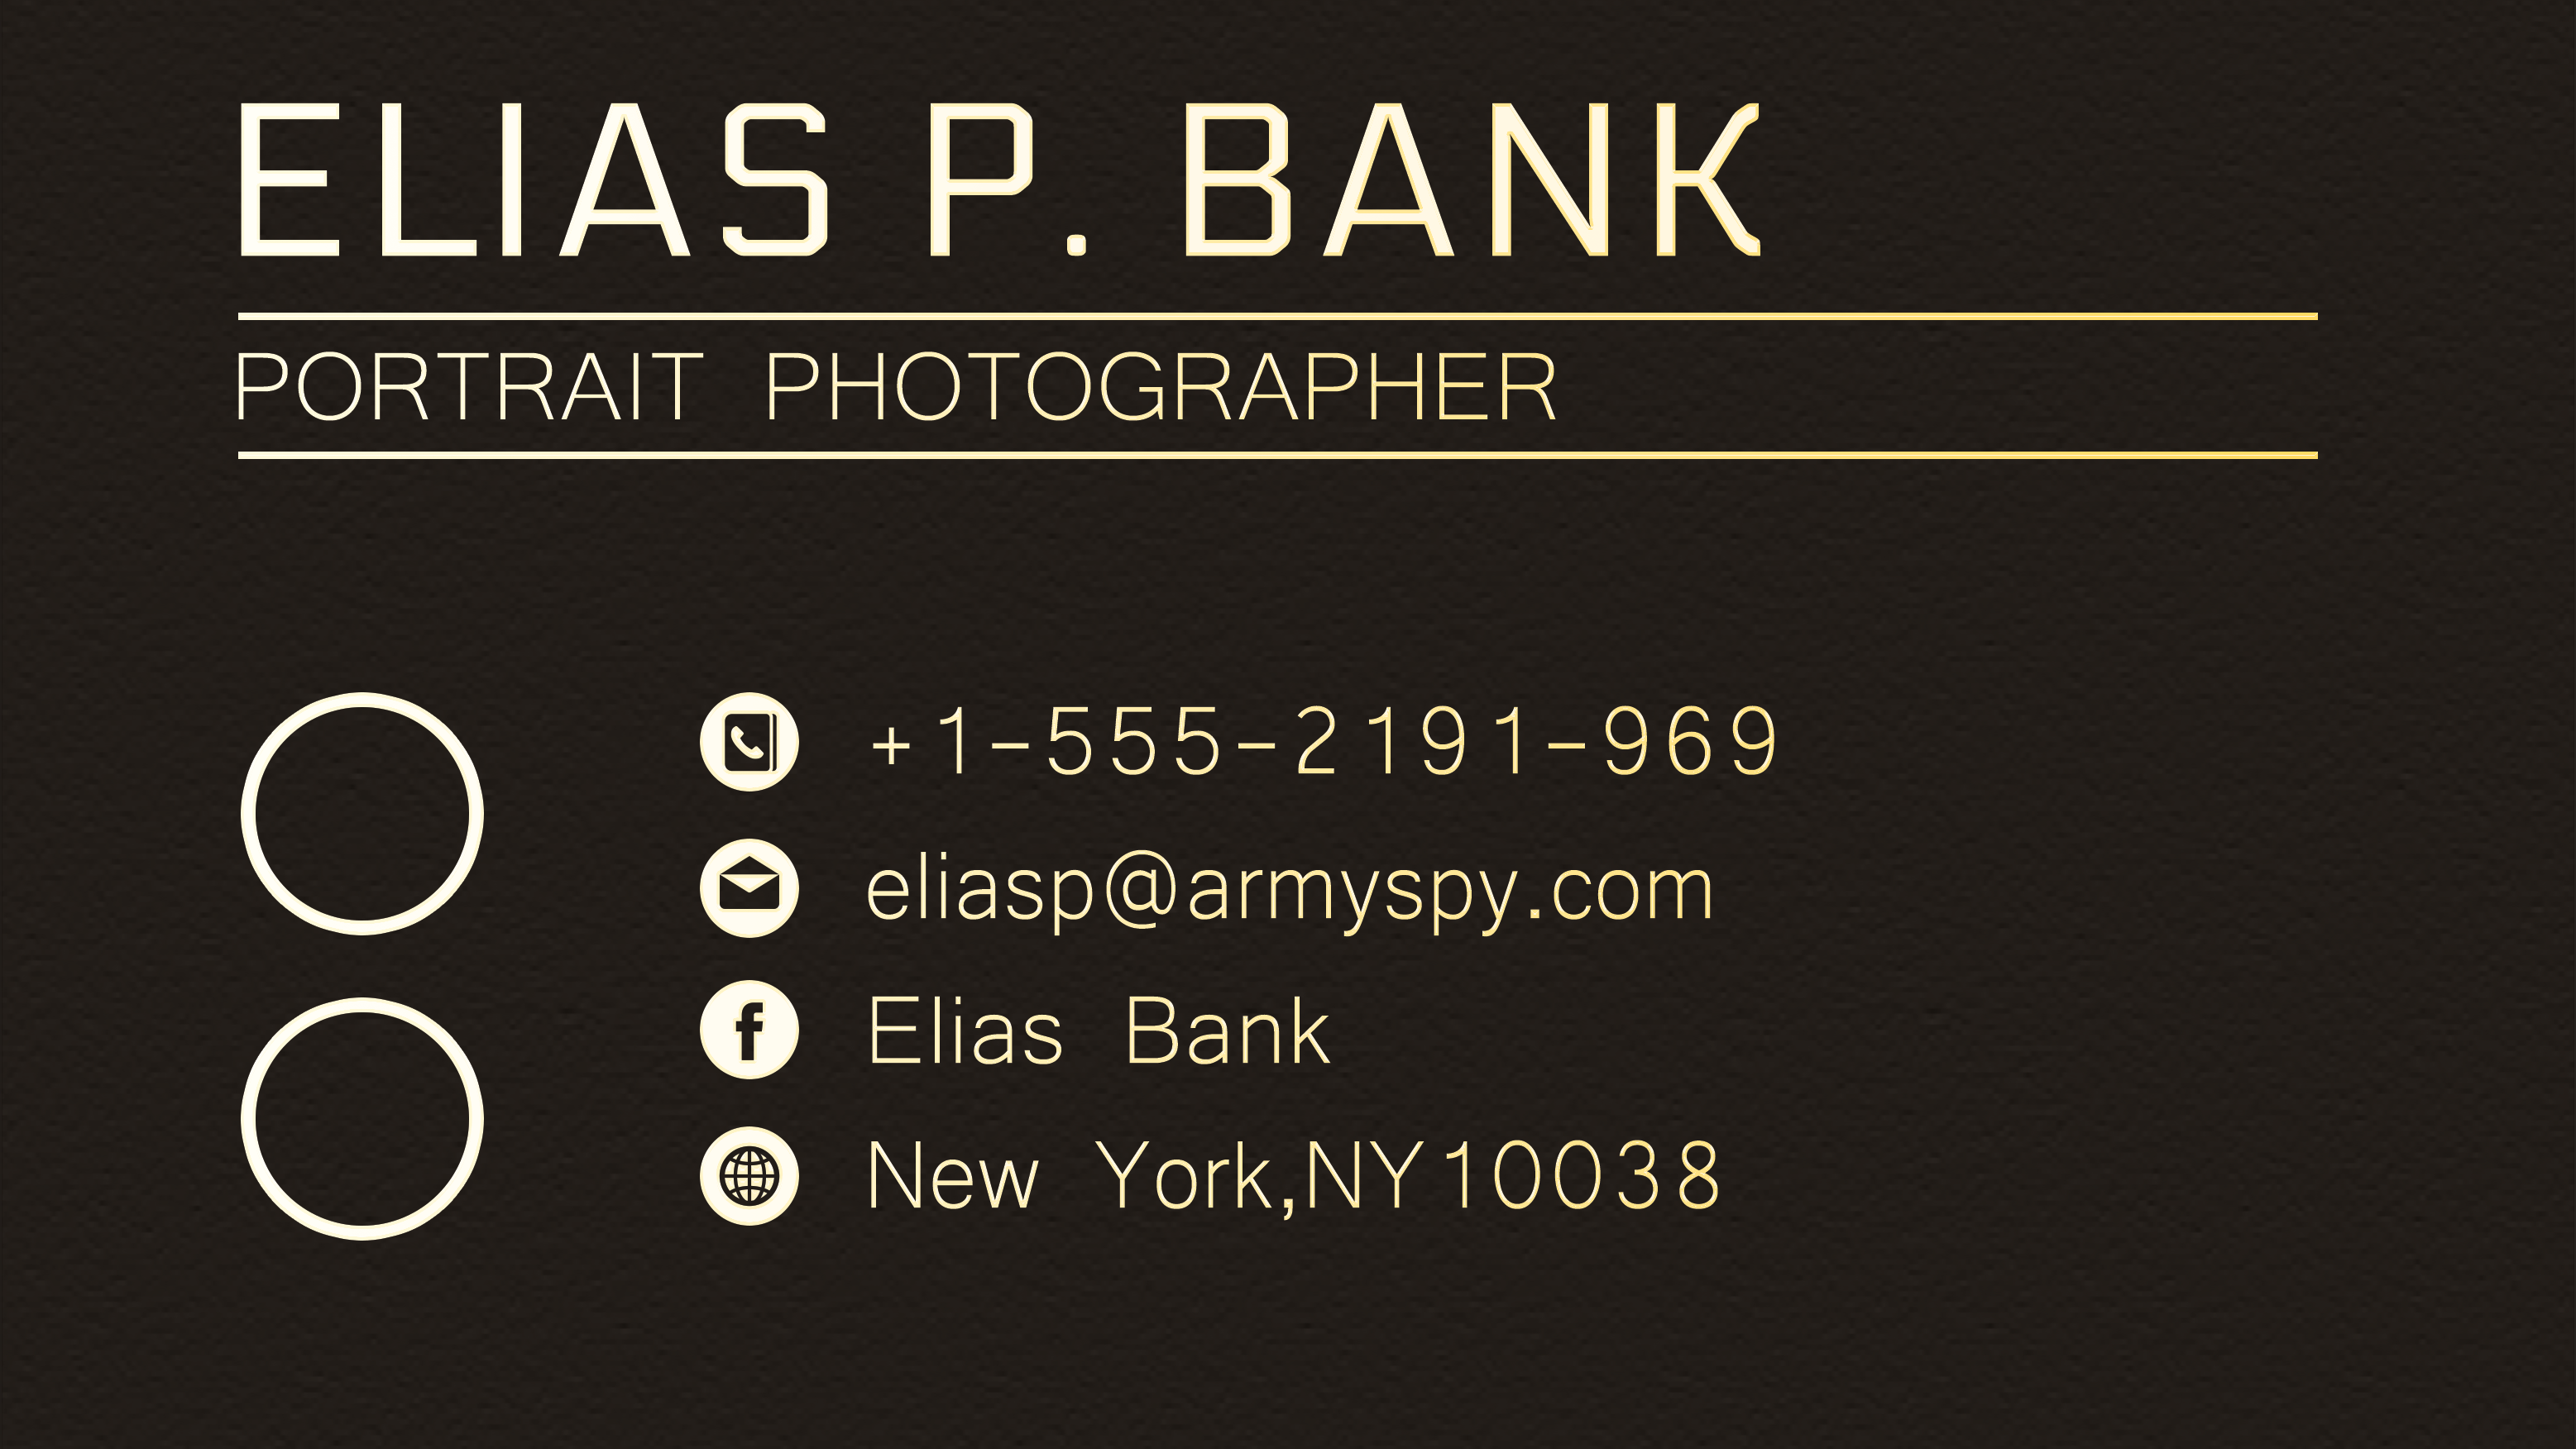 ELIAS P. BANK
PORTRAIT PHOTOGRAPHER
+1-555-2191-969
eliasp@armyspy.com
Elias Bank
New York,NY10038